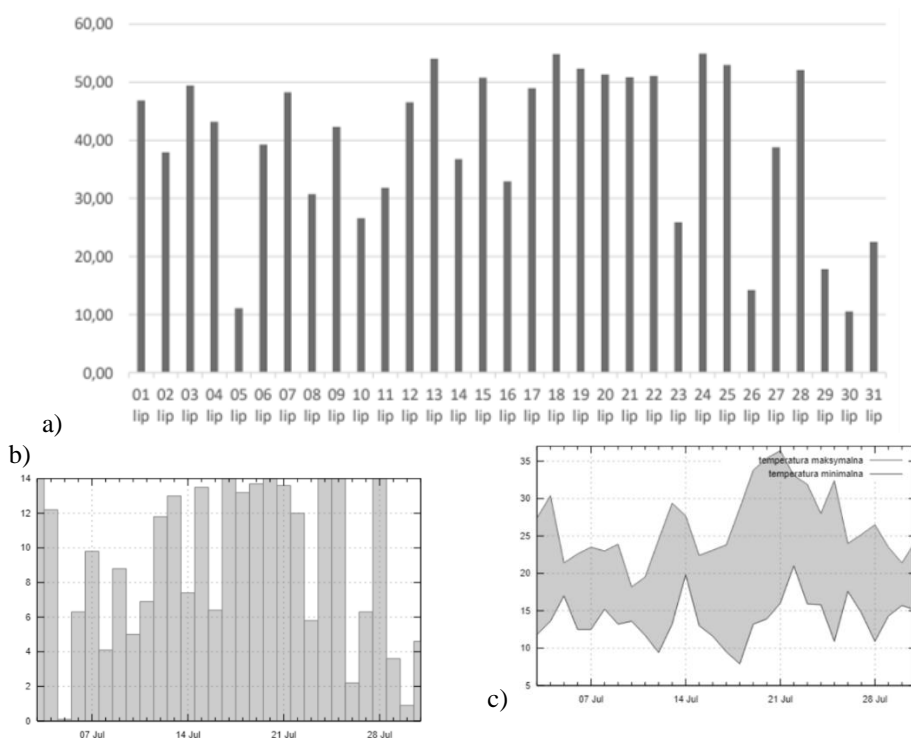 60,00
50,00
40,00
30,00
20,00
10,00
0,00
01 02 03 04 05 06 07 08 09 10 11 12 13 14 15 16 17 18 19 20 21 22 23 24 25 26 27 28 29 30 31
lip lip lip lip lip lip lip lip lip lip lip lip lip lip lip lip lip lip lip lip lip lip lip lip lip lip lip lip lip lip lip
a)
b)
14
12
10
8
6
4
2
0
07 Jul 14 Jul 21 Jul 28 Jul
c)
temperatura maksymalna
temperatura minimalna
35
30
25
20
15
10
5
07 Jul 14 Jul 21 Jul 28 Jul